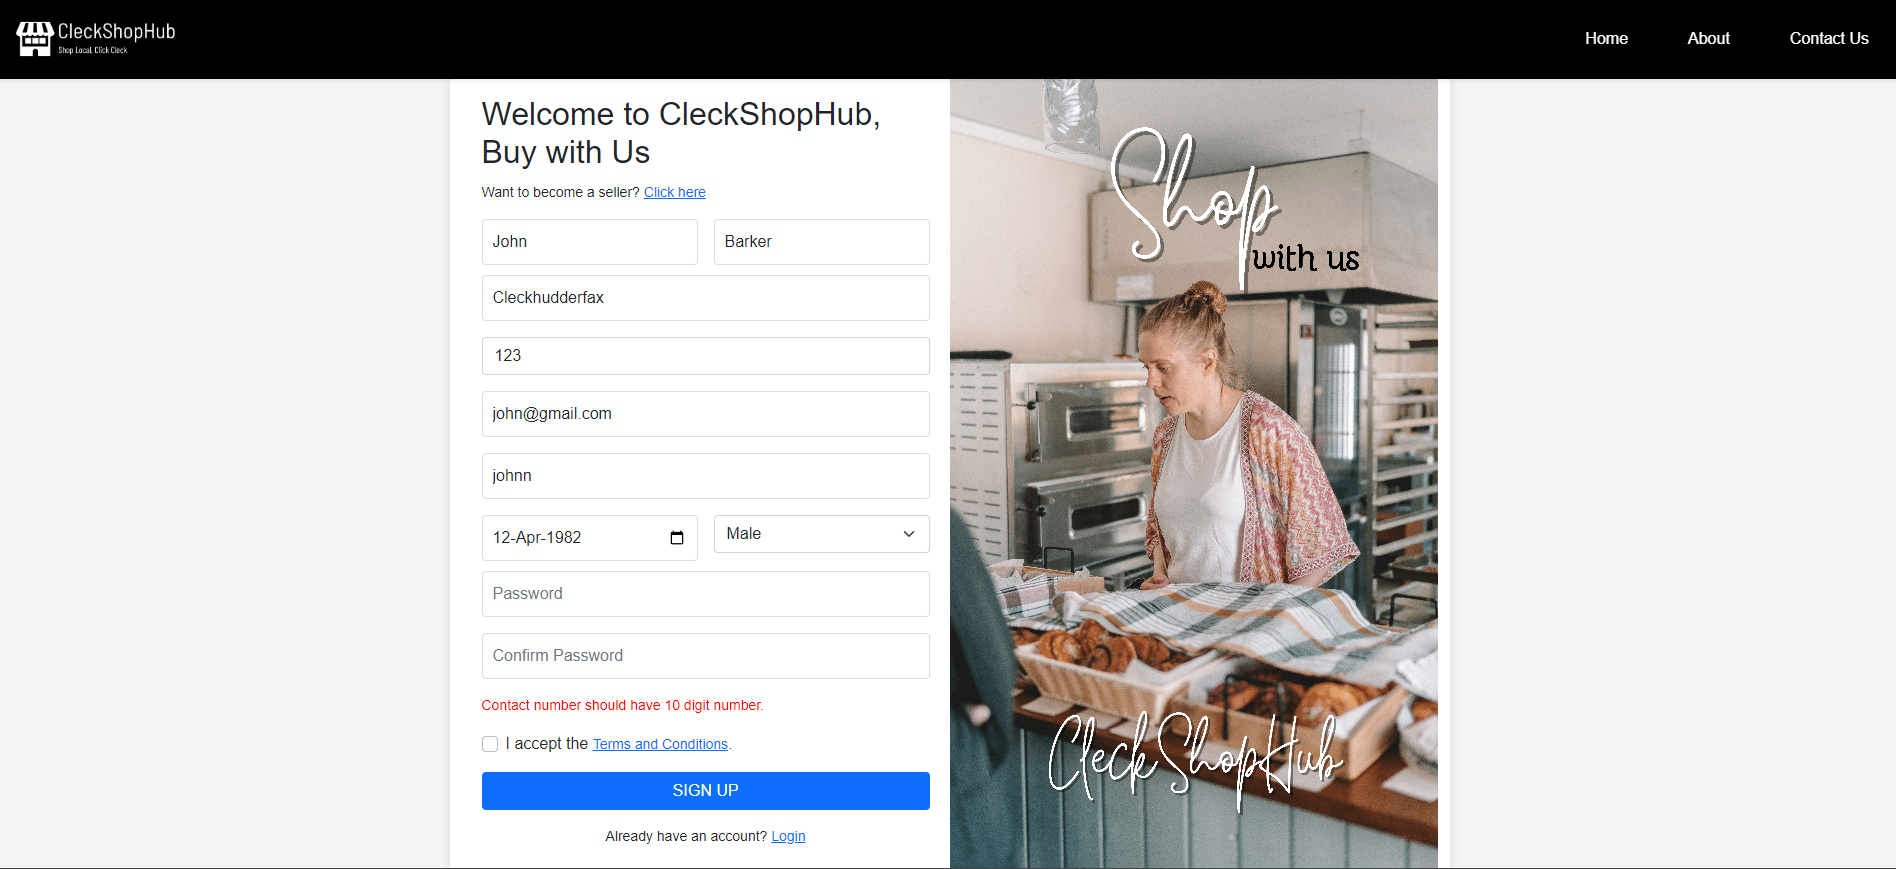 CleckShopHub
Shop Local, Click Cleck
Home
About
Contact Us
Welcome to CleckShopHub,
Buy with Us
Want to become a seller? Click here
John
Barker
Cleckhudderfax
123
john@gmail.com
johnn
12-Apr-1982
Male
Password
Confirm Password
Contact number should have 10 digit number.
I accept the Terms and Conditions.
SIGN UP
Already have an account? Login
Shop
with us
CleckShopHub